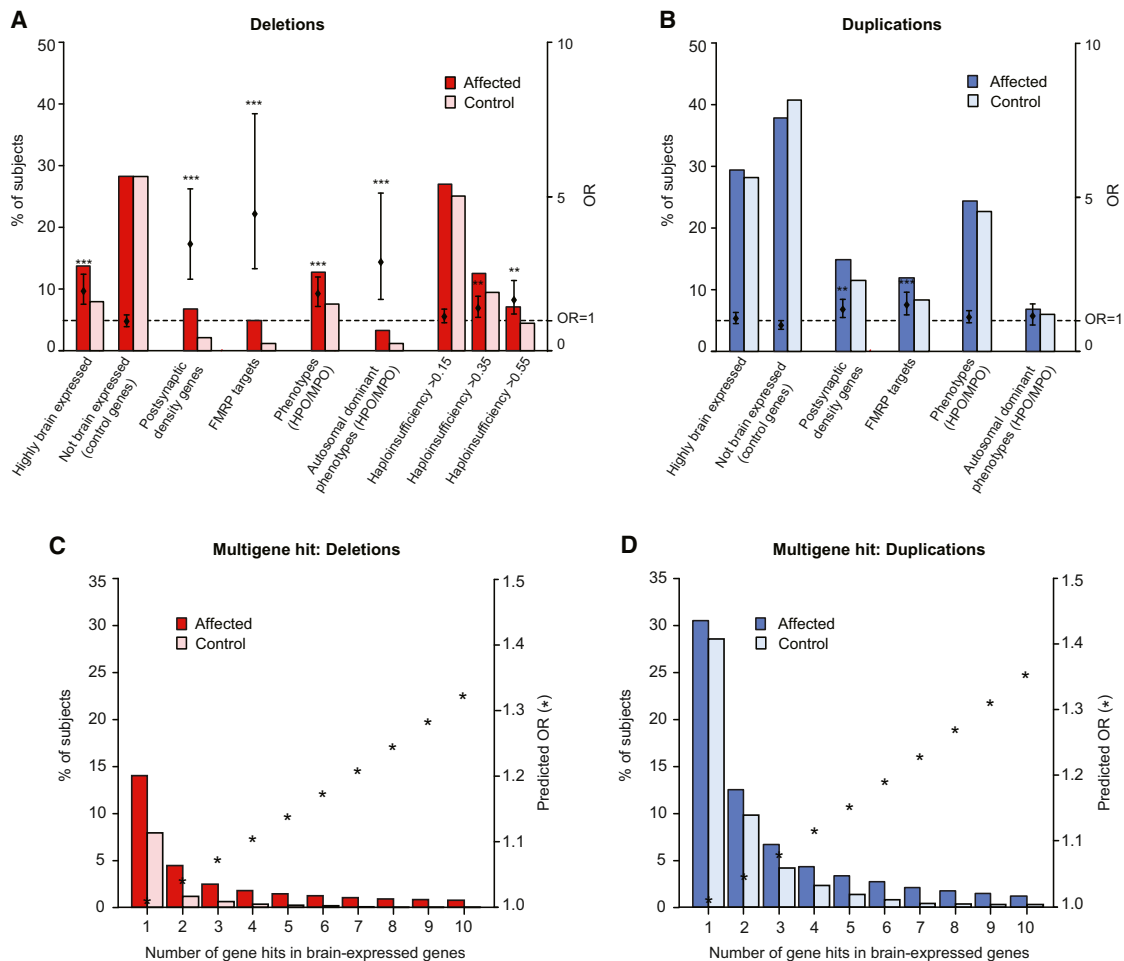 A
Deletions
50
40
30
20
10
0
% of subjects
10
5
OR=1
0
OR
Affected
Control
***
***
***
***
***
**
**
Highly brain expressed
Not brain expressed
(control genes)
Postsynaptic
density genes
FMRP targets
Phenotypes
(HPO/MPO)
Autosomal dominant
phenotypes (HPO/MPO)
Haploinsufficiency >0.15
Haploinsufficiency >0.35
Haploinsufficiency >0.55
B
Duplications
50
40
30
20
10
0
% of subjects
10
5
OR=1
0
OR
Affected
Control
**
***
Highly brain expressed
Not brain expressed
(control genes)
Postsynaptic
density genes
FMRP targets
Phenotypes
(HPO/MPO)
Autosomal dominant
phenotypes (HPO/MPO)
C
Multigene hit: Deletions
35
30
25
20
15
10
5
0
% of subjects
1.5
1.4
1.3
1.2
1.1
1.0
Predicted OR (*)
Affected
Control
1 2 3 4 5 6 7 8 9 10
Number of gene hits in brain-expressed genes
D
Multigene hit: Duplications
35
30
25
20
15
10
5
0
% of subjects
1.5
1.4
1.3
1.2
1.1
1.0
Predicted OR (*)
Affected
Control
1 2 3 4 5 6 7 8 9 10
Number of gene hits in brain-expressed genes